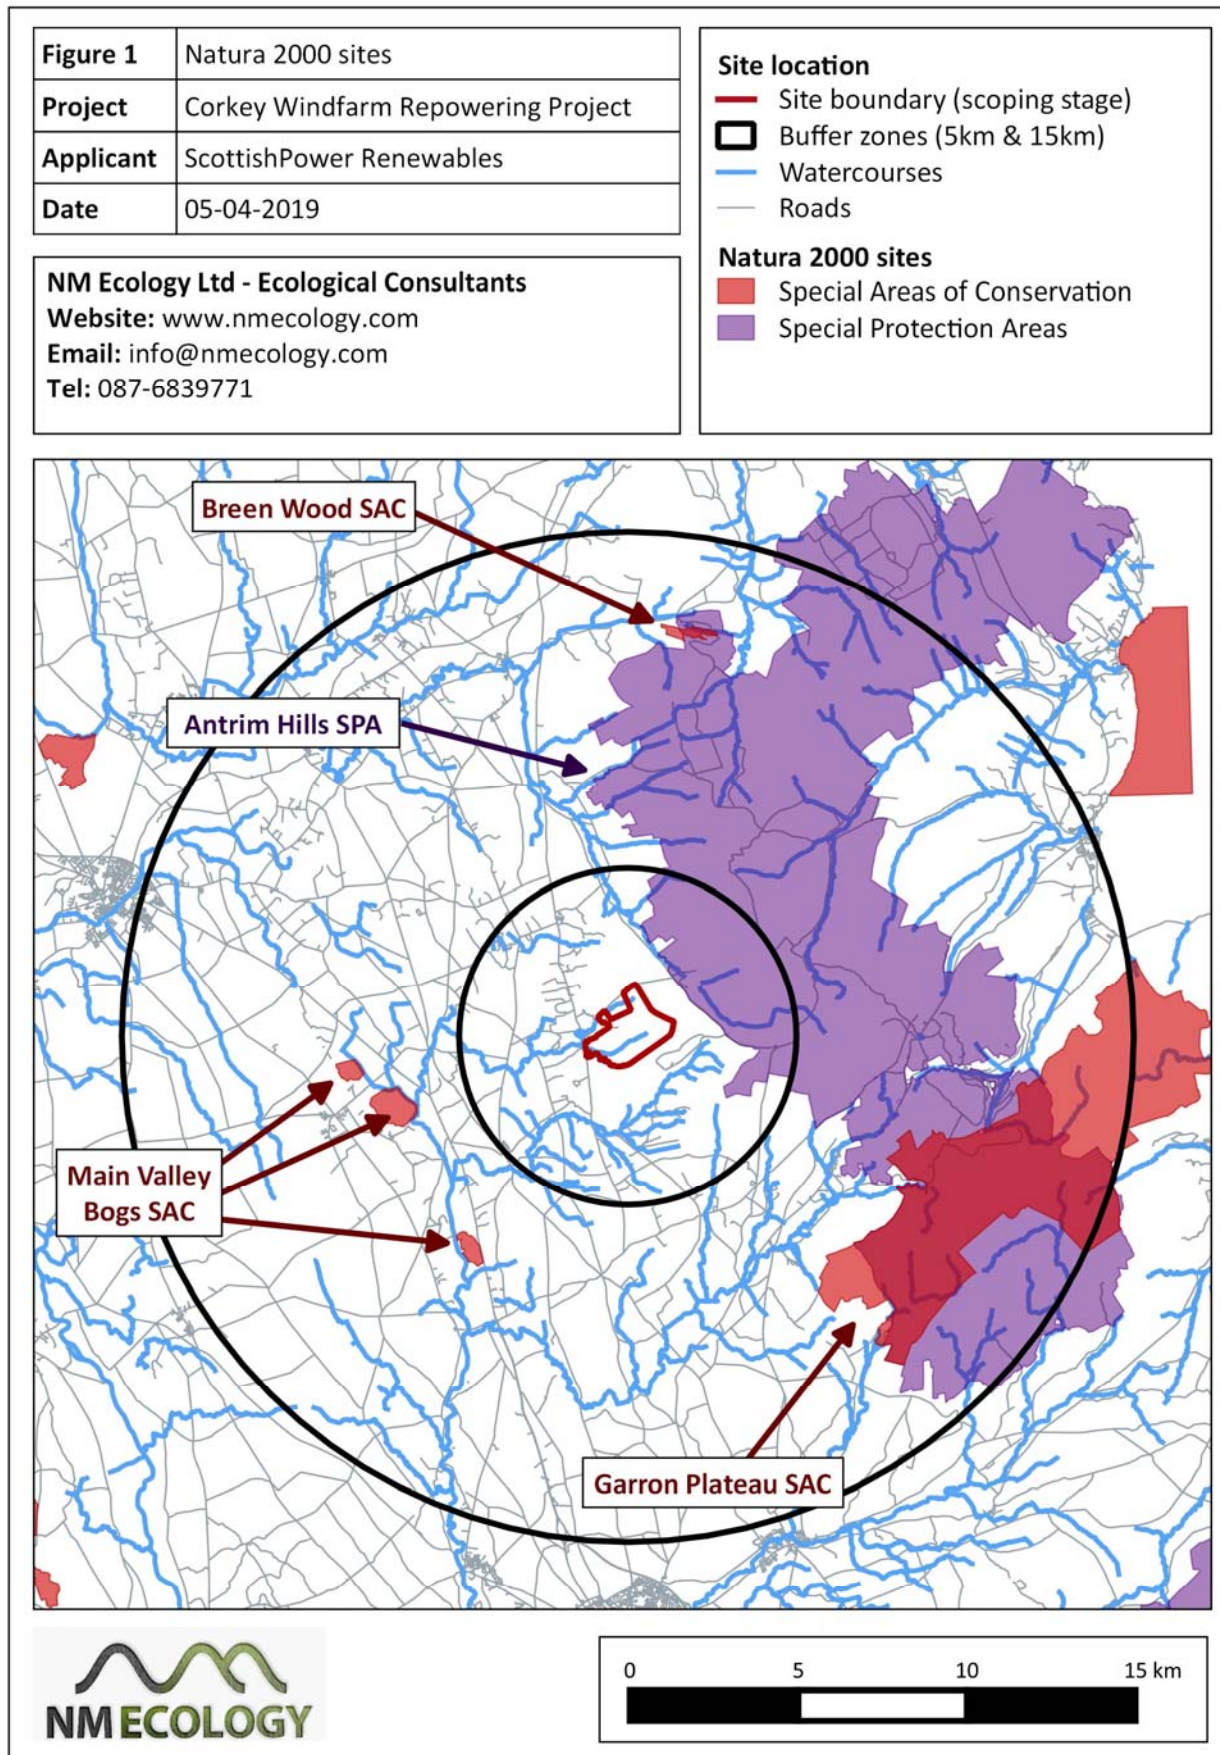 Figure 1 Natura 2000 sites
Project Corkey Windfarm Repowering Project
Applicant ScottishPower Renewables
Date 05-04-2019
NM Ecology Ltd - Ecological Consultants
Website: www.nmecology.com
Email: info@nmecology.com
Tel: 087-6839771
Site location
Site boundary (scoping stage)
Buffer zones (5km & 15km)
Watercourses
Roads
Natura 2000 sites
Special Areas of Conservation
Special Protection Areas
Breen Wood SAC
Antrim Hills SPA
Main Valley
Bogs SAC
Garron Plateau SAC
NM ECOLOGY
0 5 10 15 km